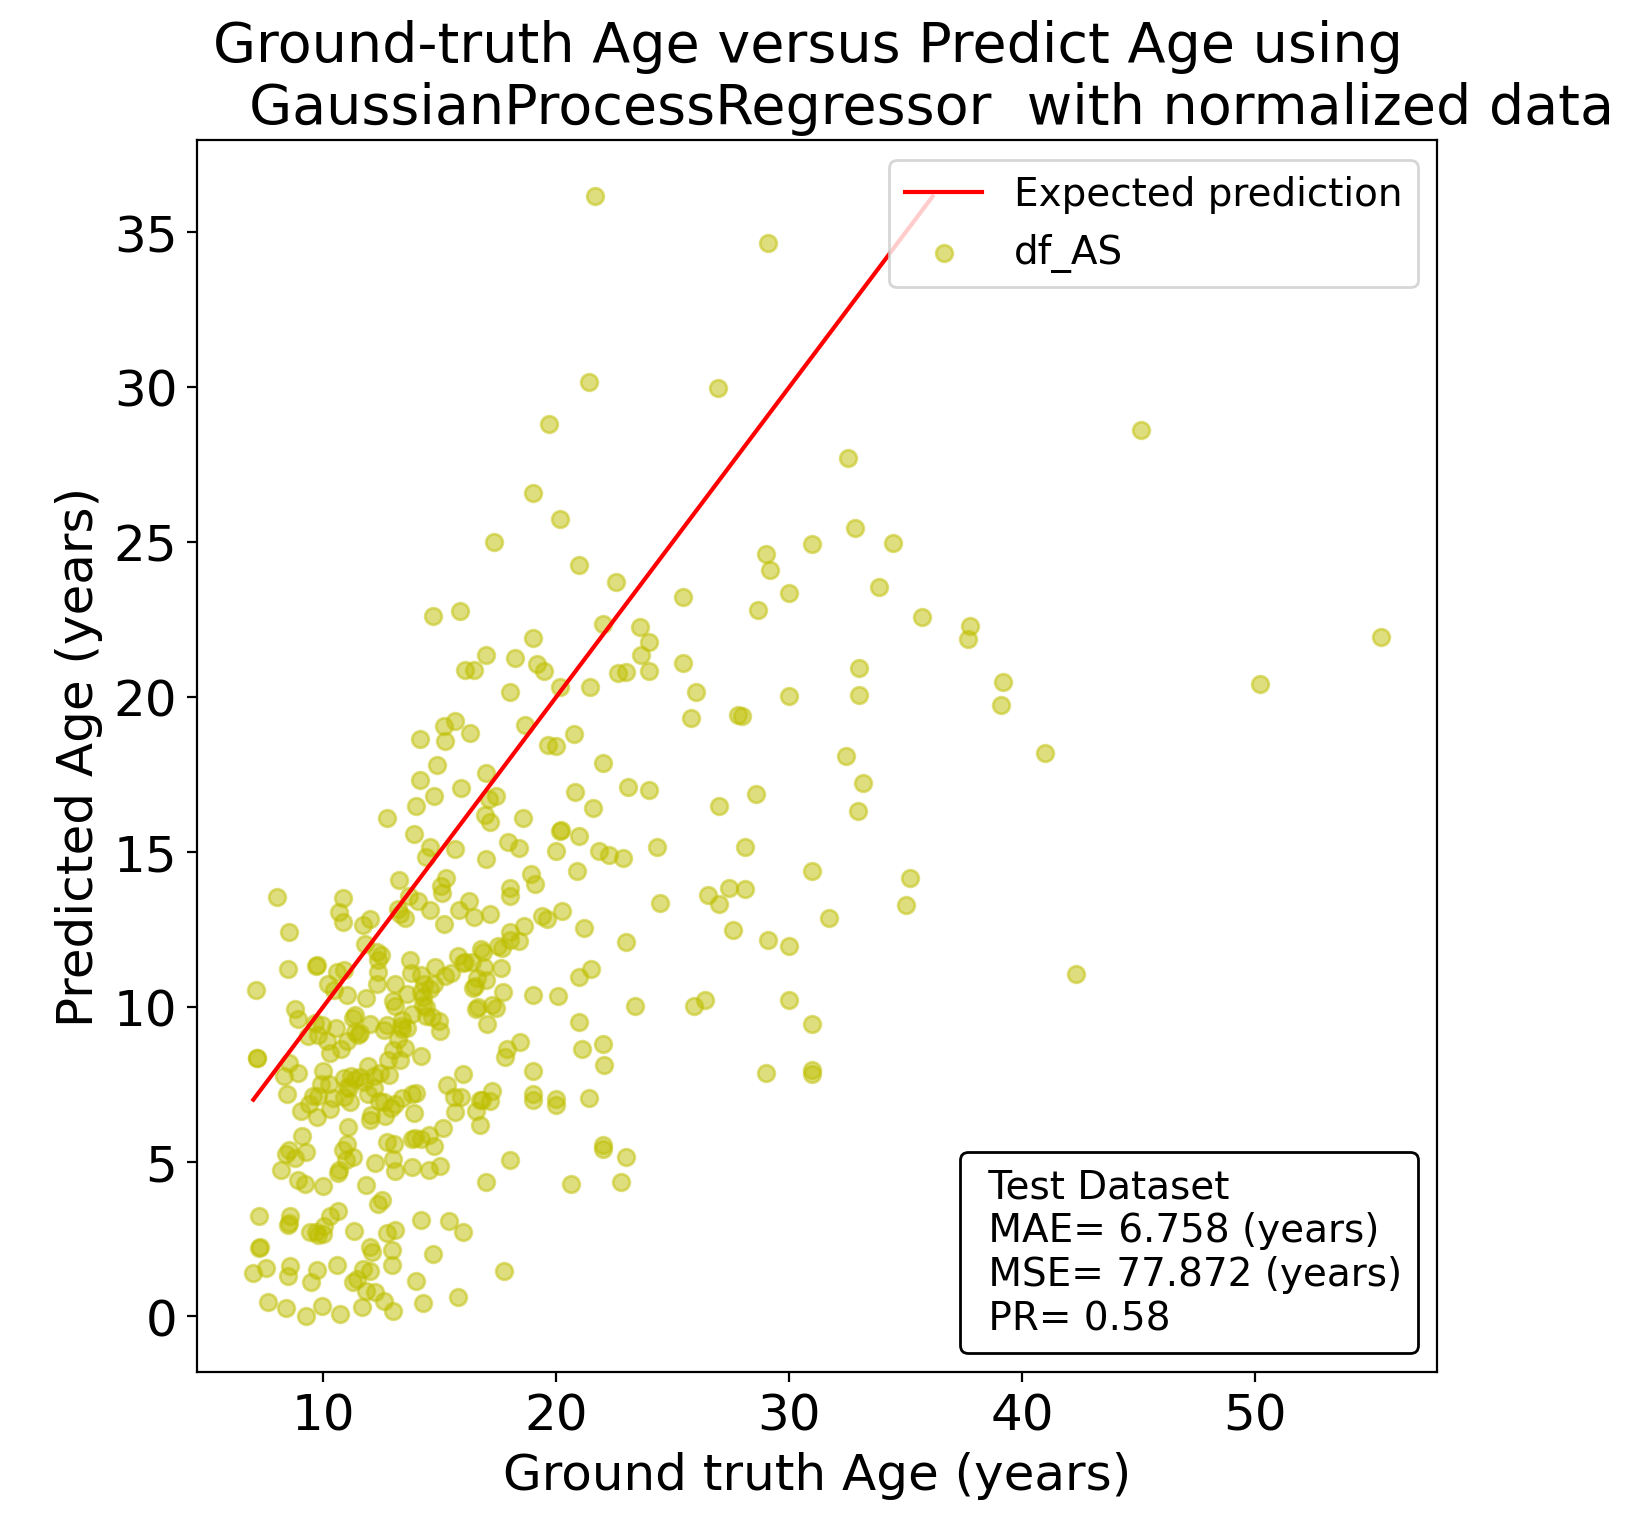 Ground-truth Age versus Predict Age using
GaussianProcessRegressor  with normalized data
Expected prediction
df_AS
35
30
25
20
15
10
5
0
Predicted Age (years)
Test Dataset
MAE= 6.758 (years)
MSE= 77.872 (years)
PR= 0.58
10 20 30 40 50
Ground truth Age (years)